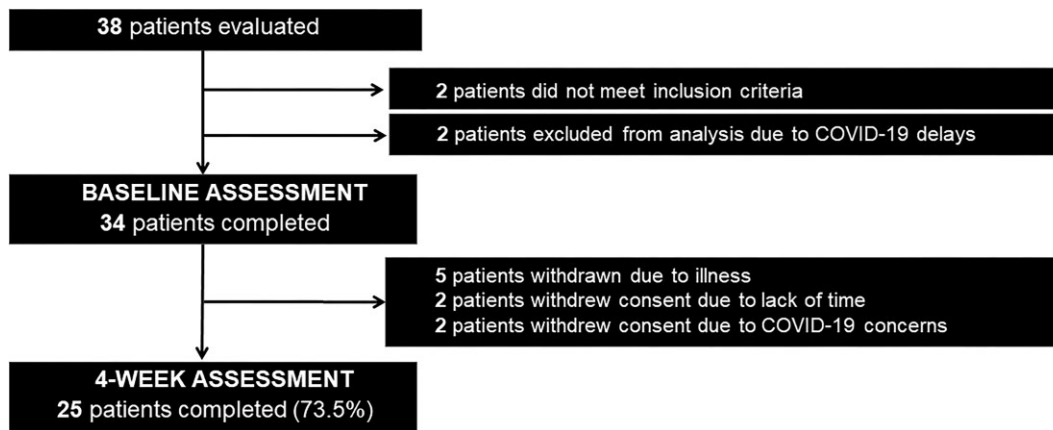 38 patients evaluated
2 patients did not meet inclusion criteria
2 patients excluded from analysis due to COVID-19 delays
BASELINE ASSESSMENT
34 patients completed
5 patients withdrawn due to illness
2 patients withdrew consent due to lack of time
2 patients withdrew consent due to COVID-19 concerns
4-WEEK ASSESSMENT
25 patients completed (73.5%)